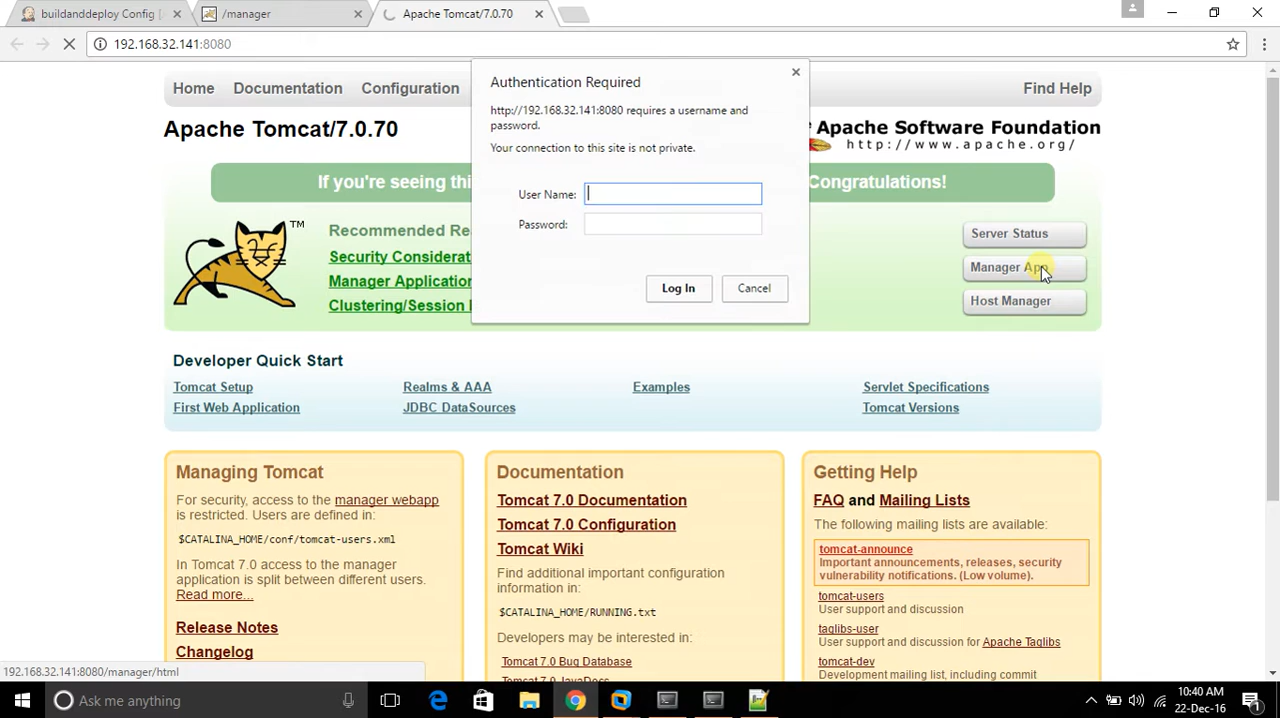 buildanddeploy Config [
/manager
Apache Tomcat/7.0.70
192.168.32.141:8080
Home
Documentation
Configuration
Find Help
Authentication Required
http://192.168.32.141:8080 requires a username and
password.
Your connection to this site is not private.
User Name:
Password:
Log In
Cancel
Apache Tomcat/7.0.70
Apache Software Foundation
http://www.apache.org/
If you're seeing thi
Congratulations!
TM
Recommended Re
Security Considerat
Manager Application
Clustering/Session
Server Status
Manager App
Host Manager
Developer Quick Start
Tomcat Setup
Realms & AAA
Examples
Servlet Specifications
First Web Application
JDBC DataSources
Tomcat Versions
Managing Tomcat
For security, access to the manager webapp
is restricted. Users are defined in:
$CATALINA_HOME/conf/tomcat-users.xml
In Tomcat 7.0 access to the manager
application is split between different users.
Read more...
Release Notes
Changelog
Documentation
Tomcat 7.0 Documentation
Tomcat 7.0 Configuration
Tomcat Wiki
Find additional important configuration
information in:
$CATALINA_HOME/RUNNING.txt
Developers may be interested in:
Tomcat 7.0 Bug Database
Tomcat 7.0 JavaDocs
Getting Help
FAQ and Mailing Lists
The following mailing lists are available:
tomcat-announce
Important announcements, releases, security
vulnerability notifications. (Low volume).
tomcat-users
User support and discussion
taglibs-user
User support and discussion for Apache Taglibs
tomcat-dev
Development mailing list, including commit
192.168.32.141:8080/manager/html
Ask me anything
10:40 AM
22-Dec-16
1